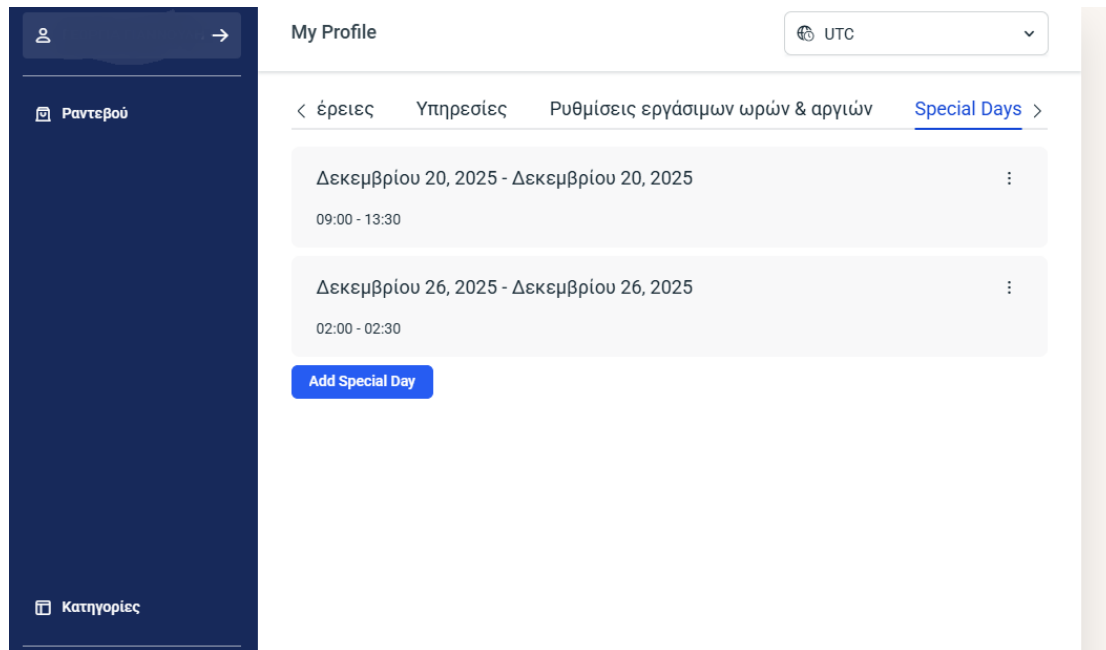 My Profile
UTC
Ραντεβού
έρειες Υπηρεσίες Ρυθμίσεις εργάσιμων ωρών & αργιών Special Days
Δεκεμβρίου 20, 2025 - Δεκεμβρίου 20, 2025
09:00 - 13:30
Δεκεμβρίου 26, 2025 - Δεκεμβρίου 26, 2025
02:00 - 02:30
Add Special Day
Κατηγορίες